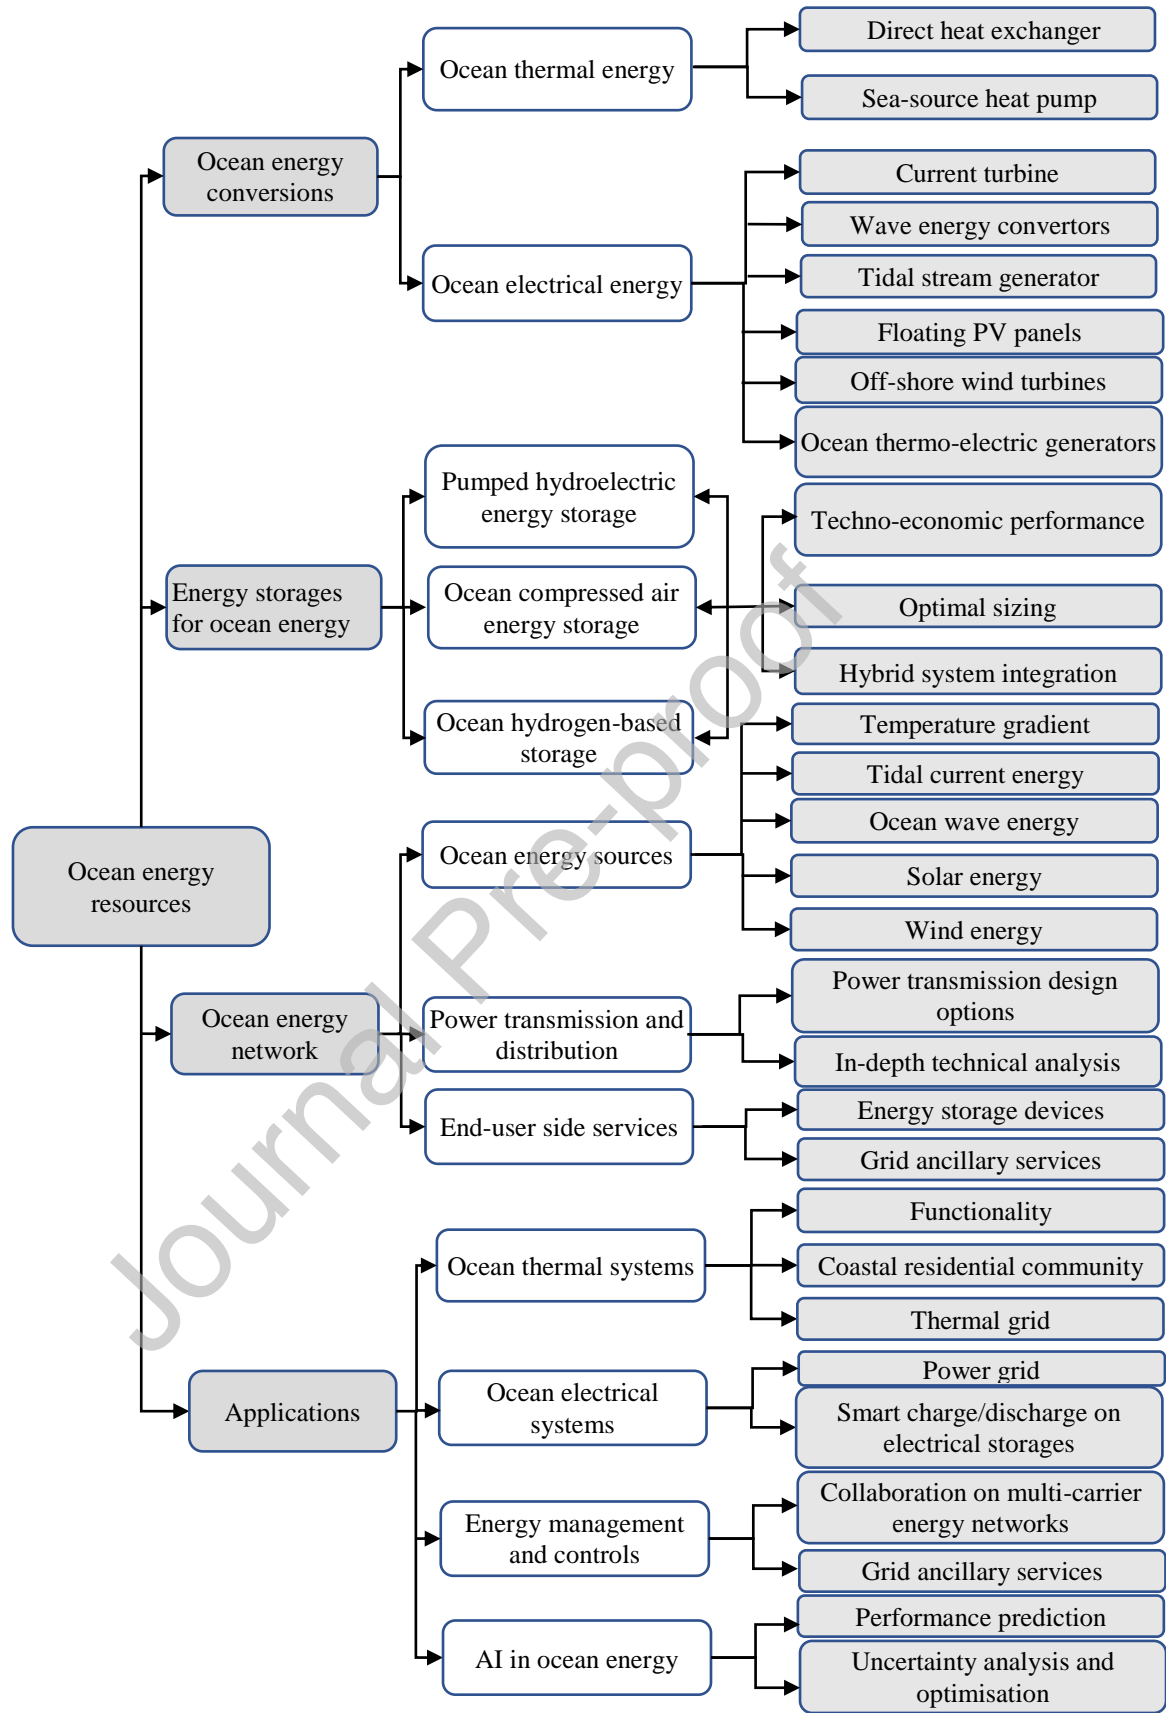 Direct heat exchanger
Ocean thermal energy
Sea-source heat pump
Ocean energy
conversions
Current turbine
Wave energy convertors
Tidal stream generator
Ocean electrical energy
Floating PV panels
Off-shore wind turbines
Ocean thermo-electric generators
Pumped hydroelectric
energy storage
Techno-economic performance
Energy storages
for ocean energy
Ocean compressed air
energy storage
Optimal sizing
Hybrid system integration
Ocean hydrogen-based
storage
Temperature gradient
Tidal current energy
Ocean wave energy
Ocean energy sources
Ocean energy
resources
Solar energy
Wind energy
Power transmission design
options
Ocean energy
network
Power transmission and
distribution
In-depth technical analysis
Energy storage devices
End-user side services
Grid ancillary services
Functionality
Ocean thermal systems
Coastal residential community
Thermal grid
Power grid
Applications
Ocean electrical
systems
Smart charge/discharge on
electrical storages
Collaboration on multi-carrier
energy networks
Energy management
and controls
Grid ancillary services
Performance prediction
AI in ocean energy
Uncertainty analysis and
optimisation
Journal Pre-proof